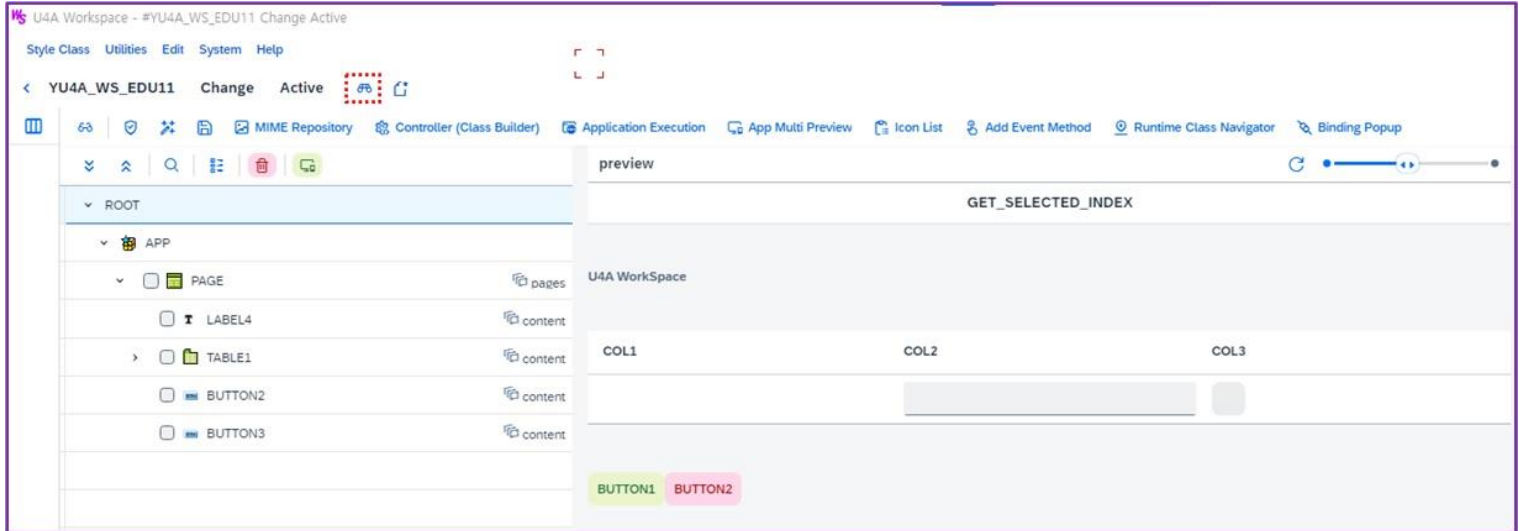 U4A Workspace - #YU4A_WS_EDU11 Change Active
Style Class Utilities Edit System Help
YU4A_WS_EDU11 Change Active
MIME Repository Controller (Class Builder) Application Execution App Multi Preview Icon List Add Event Method Runtime Class Navigator Binding Popup
preview
ROOT
GET_SELECTED_INDEX
APP
PAGE pages
U4A WorkSpace
LABEL4 content
TABLE1 content
COL1 COL2 COL3
BUTTON2 content
BUTTON3 content
BUTTON1 BUTTON2